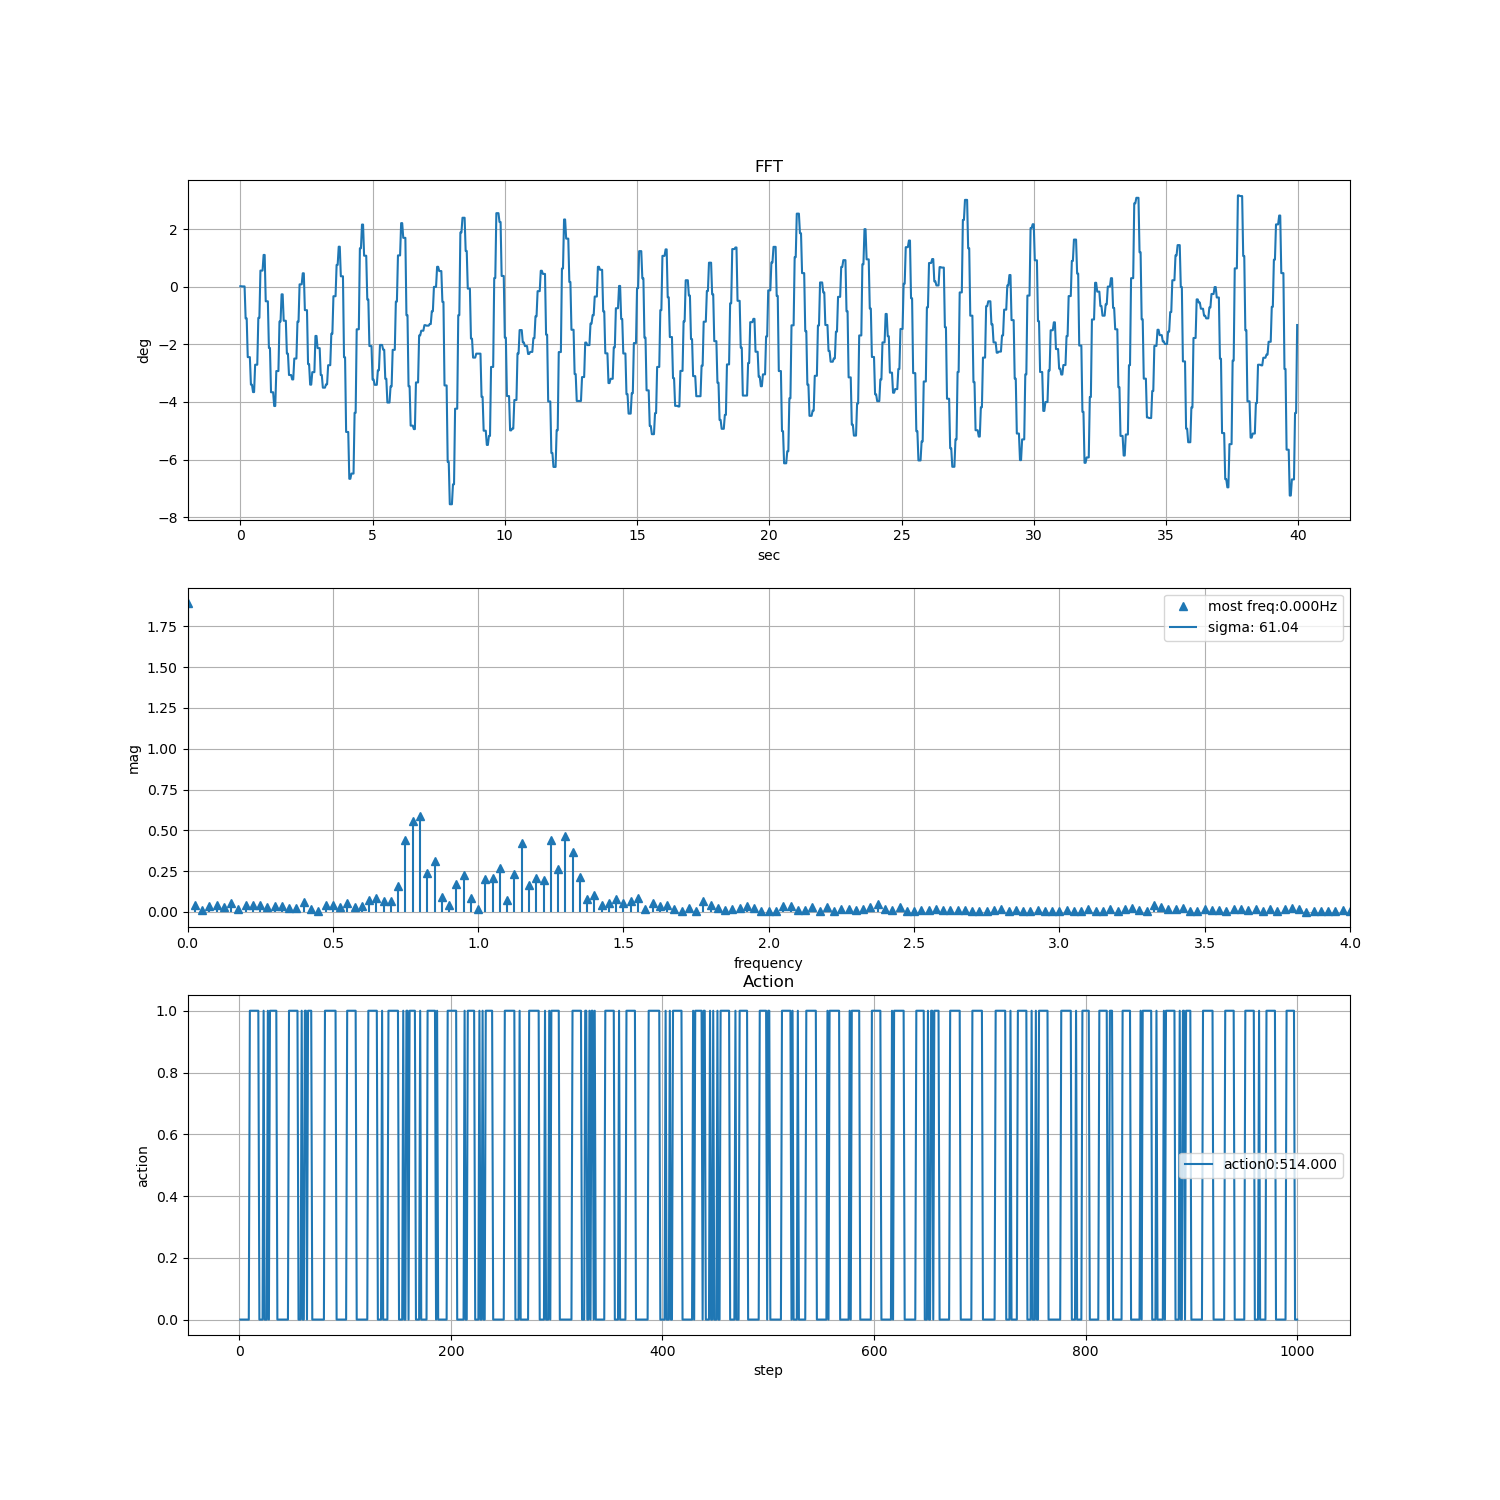 FFT
2
0
−2
−4
−6
−8
deg
0 5 10 15 20 25 30 35 40
sec
most freq:0.000Hz
sigma: 61.04
1.75
1.50
1.25
1.00
0.75
0.50
0.25
0.00
mag
0.0 0.5 1.0 1.5 2.0 2.5 3.0 3.5 4.0
frequency
Action
1.0
0.8
0.6
0.4
0.2
0.0
action
action0:514.000
0 200 400 600 800 1000
step